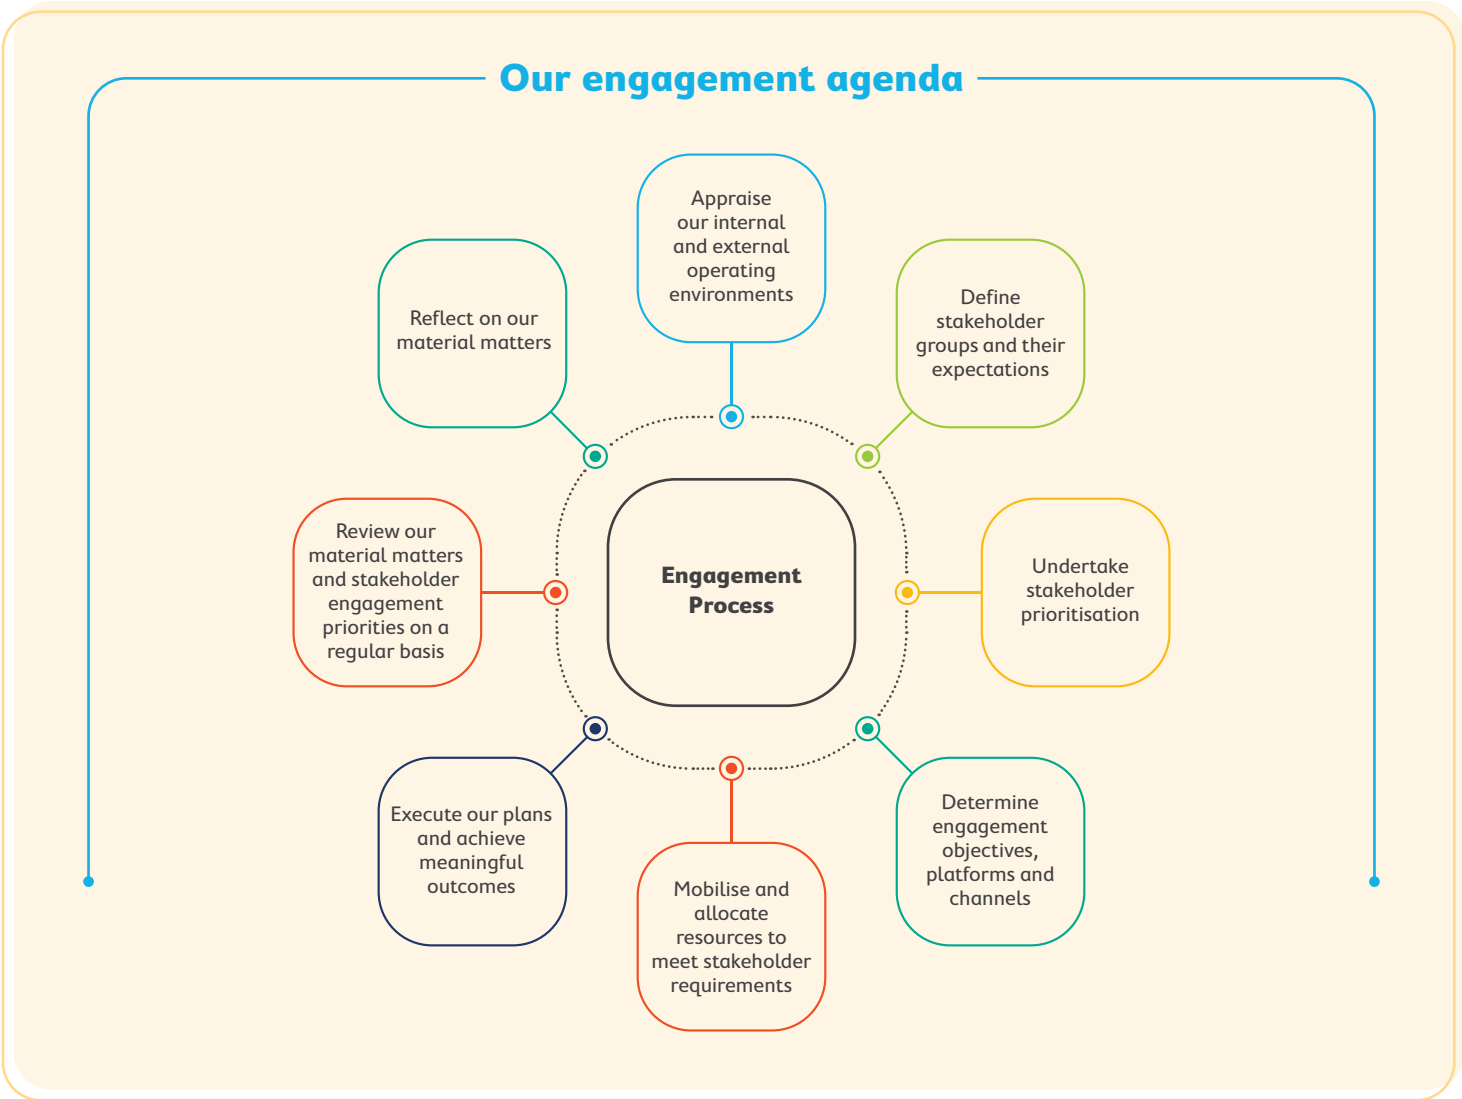 Our engagement agenda
Appraise
our internal
and external
operating
environments
Define
stakeholder
groups and their
expectations
Undertake
stakeholder
prioritisation
Determine
engagement
objectives,
platforms and
channels
Mobilise and
allocate
resources to
meet stakeholder
requirements
Execute our plans
and achieve
meaningful
outcomes
Review our
material matters
and stakeholder
engagement
priorities on a
regular basis
Reflect on our
material matters
Engagement
Process